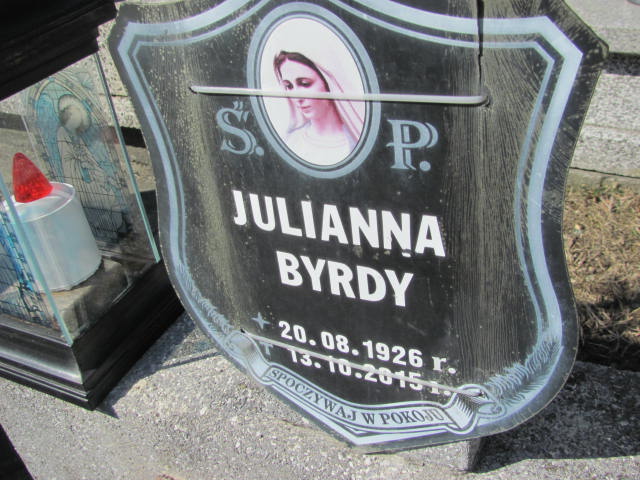 Ś. P.
JULIANNA
BYRDY
20.08.1926 r.
13.10.2015 r.
SPOCZYWAJ W POKOJU